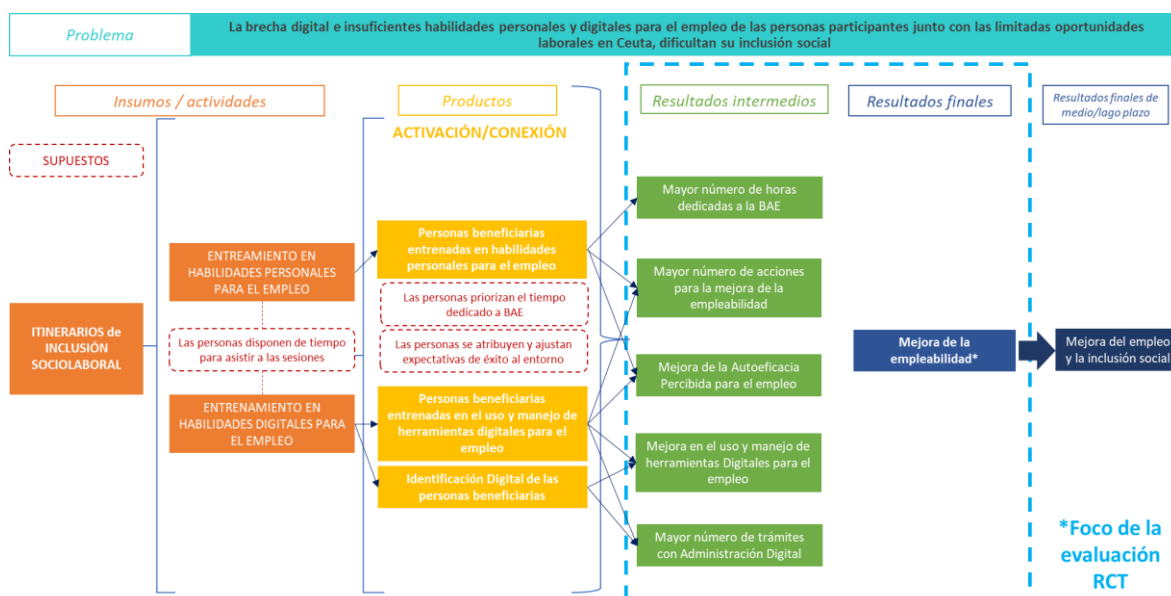 Problema
La brecha digital e insuficientes habilidades personales y digitales para el empleo de las personas participantes junto con las limitadas oportunidades
laborales en Ceuta, dificultan su inclusión social
Insumos / actividades
Productos
Resultados intermedios
Resultados finales
Resultados finales de
medio/lago plazo
ACTIVACIÓN/CONEXIÓN
SUPUESTOS
ITINERARIOS de
INCLUSIÓN
SOCIOLABORAL
ENTREAMIENTO EN
HABILIDADES PERSONALES
PARA EL EMPLEO
Las personas disponen de tiempo
para asistir a las sesiones
ENTRENAMIENTO EN
HABILIDADES DIGITALES PARA
EL EMPLEO
Personas beneficiarias
entrenadas en habilidades
personales para el empleo
Las personas priorizan el tiempo
dedicado a BAE
Las personas se atribuyen y ajustan
expectativas de éxito al entorno
Personas beneficiarias
entrenadas en el uso y manejo de
herramientas digitales para el
empleo
Identificación Digital de las
personas beneficiarias
Mayor número de horas
dedicadas a la BAE
Mayor número de acciones
para la mejora de la
empleabilidad
Mejora de la Autoeficacia
Percibida para el empleo
Mejora en el uso y manejo de
herramientas Digitales para el
empleo
Mayor número de trámites
con Administración Digital
Mejora de la
empleabilidad*
Mejora del empleo
y la inclusión social
*Foco de la
evaluación
RCT